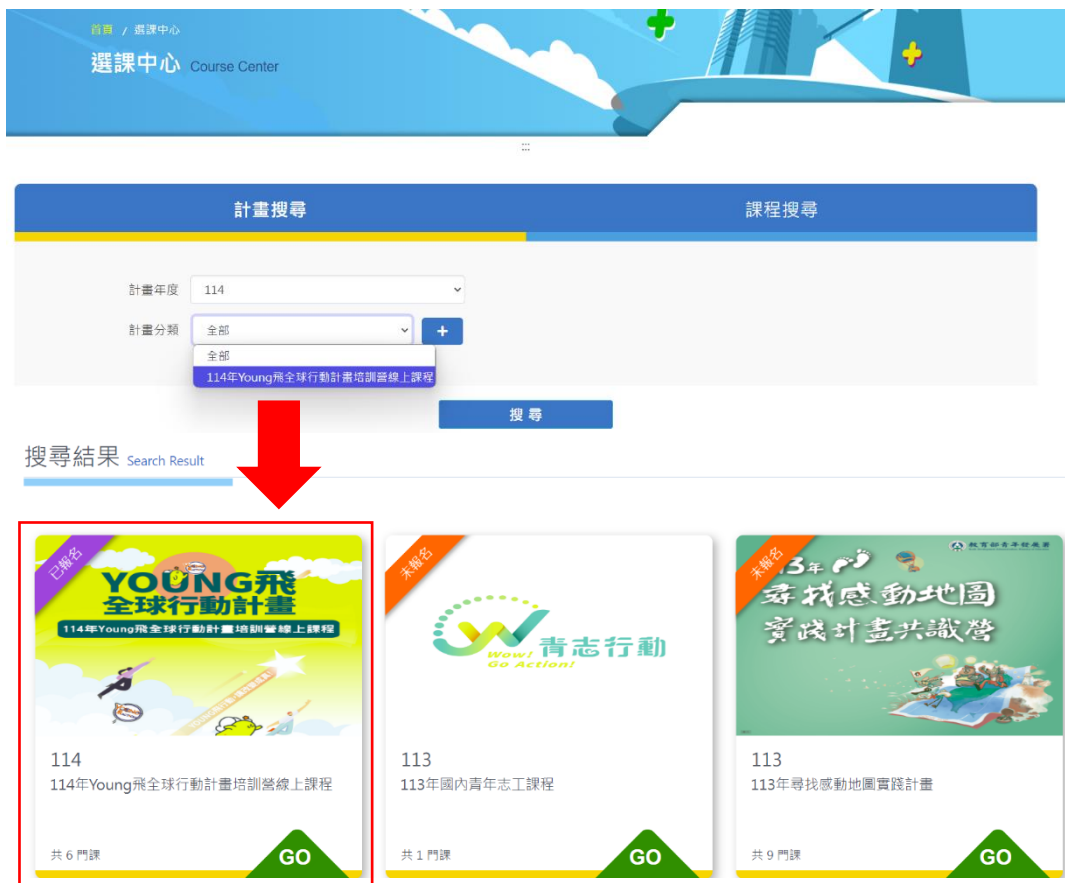 首頁 / 選課中心
選課中心 Course Center
:::
計畫搜尋
課程搜尋
計畫年度 114
計畫分類 全部 +
全部
114年Young飛全球行動計畫培訓營線上課程
搜尋
搜尋結果 Search Result
已報名
YOUNG飛
全球行動計畫
114年Young飛全球行動計畫培訓營線上課程
114
114年Young飛全球行動計畫培訓營線上課程
共 6 門課
GO
未報名
青志行動
Wow!
Go Action!
113
113年國內青年志工課程
共 1 門課
GO
未報名
教育部青年發展署
113年
尋找感動地圖
實踐計畫共識營
113
113年尋找感動地圖實踐計畫
共 9 門課
GO